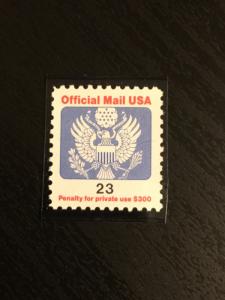 Official Mail USA
23
Penalty for private use $300